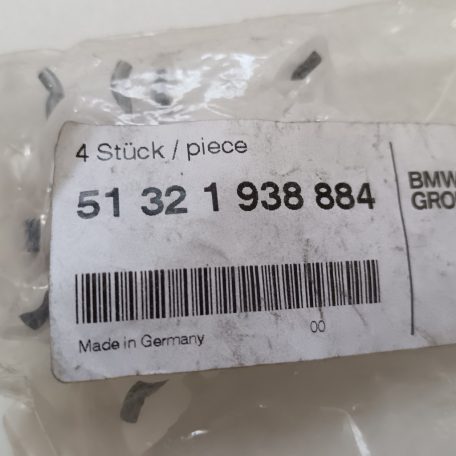 4 Stück / piece
51 32 1 938 884
BMW
GRO
Made in Germany
00